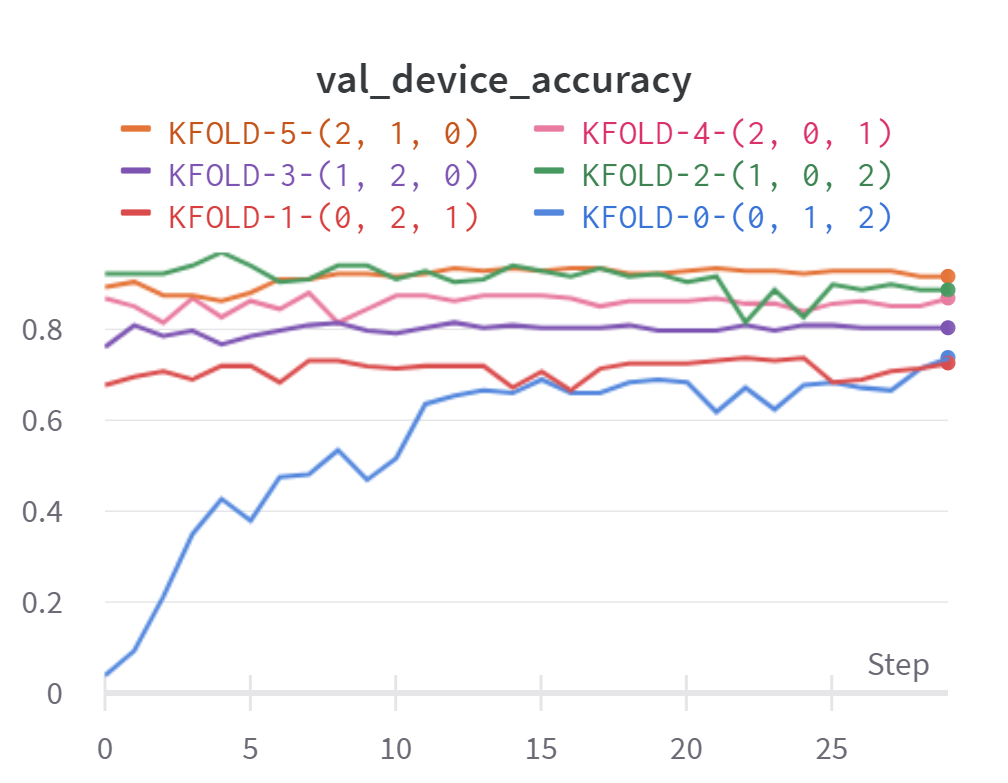 val_device_accuracy
KFOLD-5-(2, 1, 0) KFOLD-4-(2, 0, 1)
KFOLD-3-(1, 2, 0) KFOLD-2-(1, 0, 2)
KFOLD-1-(0, 2, 1) KFOLD-0-(0, 1, 2)
0.8
0.6
0.4
0.2
Step
0
0 5 10 15 20 25